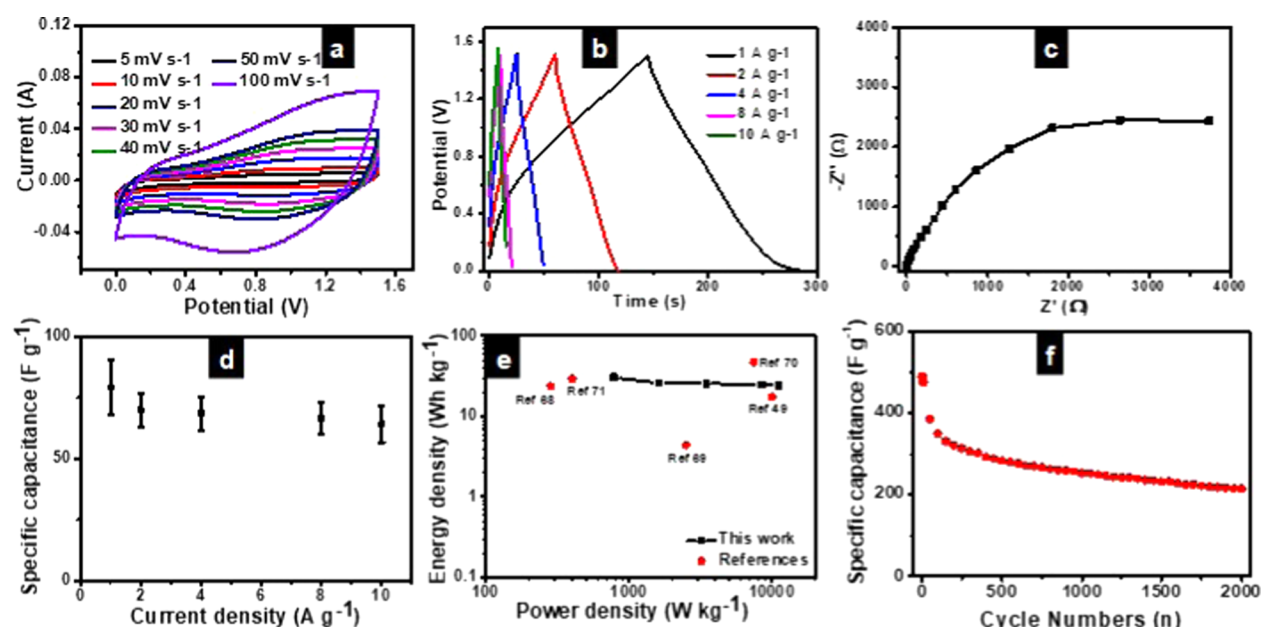 a
0.12
0.08
0.04
0.00
-0.04
Current (A)
5 mV s-1
10 mV s-1
20 mV s-1
30 mV s-1
40 mV s-1
50 mV s-1
100 mV s-1
0.0 0.4 0.8 1.2 1.6
Potential (V)
b
1.6
1.2
0.8
0.4
0.0
Potential (V)
1 A g-1
2 A g-1
4 A g-1
8 A g-1
10 A g-1
0 100 200 300
Time (s)
c
4000
3000
2000
1000
0
-Z'' (Ω)
0 1000 2000 3000 4000
Z' (Ω)
d
100
50
0
Specific capacitance (F g-1)
0 2 4 6 8 10
Current density (A g-1)
e
100
10
1
0.1
Energy density (Wh kg-1)
Ref 68
Ref 71
Ref 69
Ref 70
Ref 49
This work
References
100 1000 10000
Power density (W kg-1)
f
600
400
200
0
Specific capacitance (F g-1)
0 500 1000 1500 2000
Cycle Numbers (n)